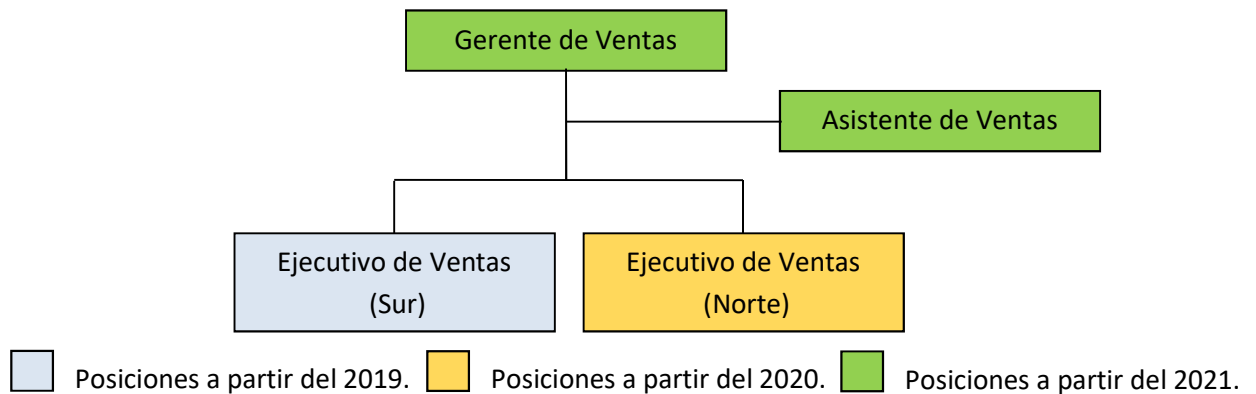 Gerente de Ventas
Asistente de Ventas
Ejecutivo de Ventas
(Sur)
Ejecutivo de Ventas
(Norte)
Posiciones a partir del 2019.
Posiciones a partir del 2020.
Posiciones a partir del 2021.